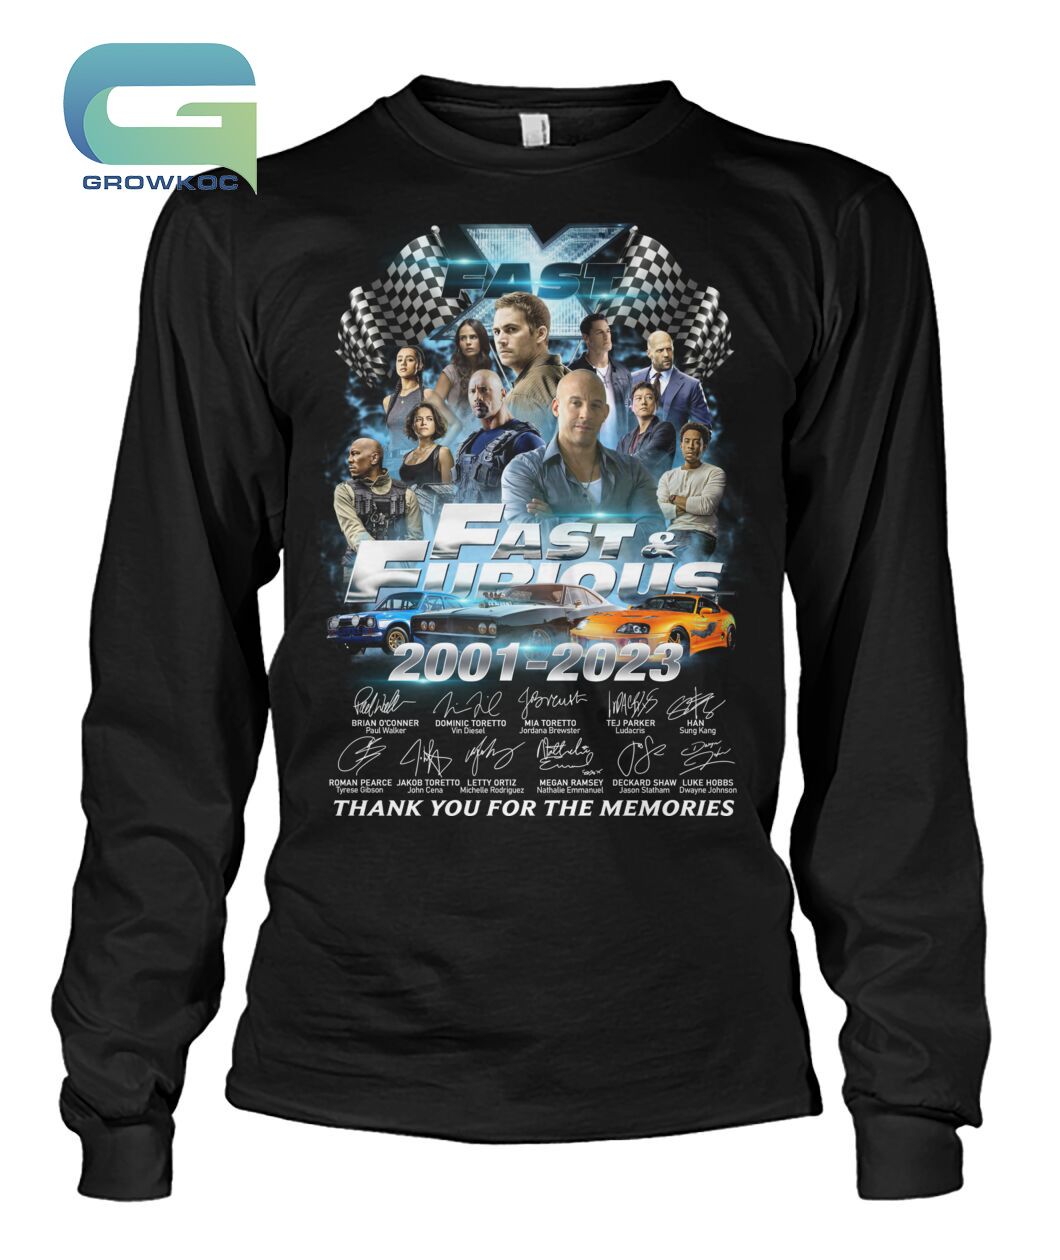 GROWKOC
FAST X
FAST &
FURIOUS
2001-2023
BRIAN O'CONNER DOMINIC TORETTO MIA TORETTO TEJ PARKER HAN
Paul Walker Vin Diesel Jordana Brewster Ludacris Sung Kang
ROMAN PEARCE JAKOB TORETTO LETTY ORTIZ MEGAN RAMSEY DECKARD SHAW LUKE HOBBS
Tyrese Gibson John Cena Michelle Rodriguez Nathalie Emmanuel Jason Statham Dwayne Johnson
THANK YOU FOR THE MEMORIES